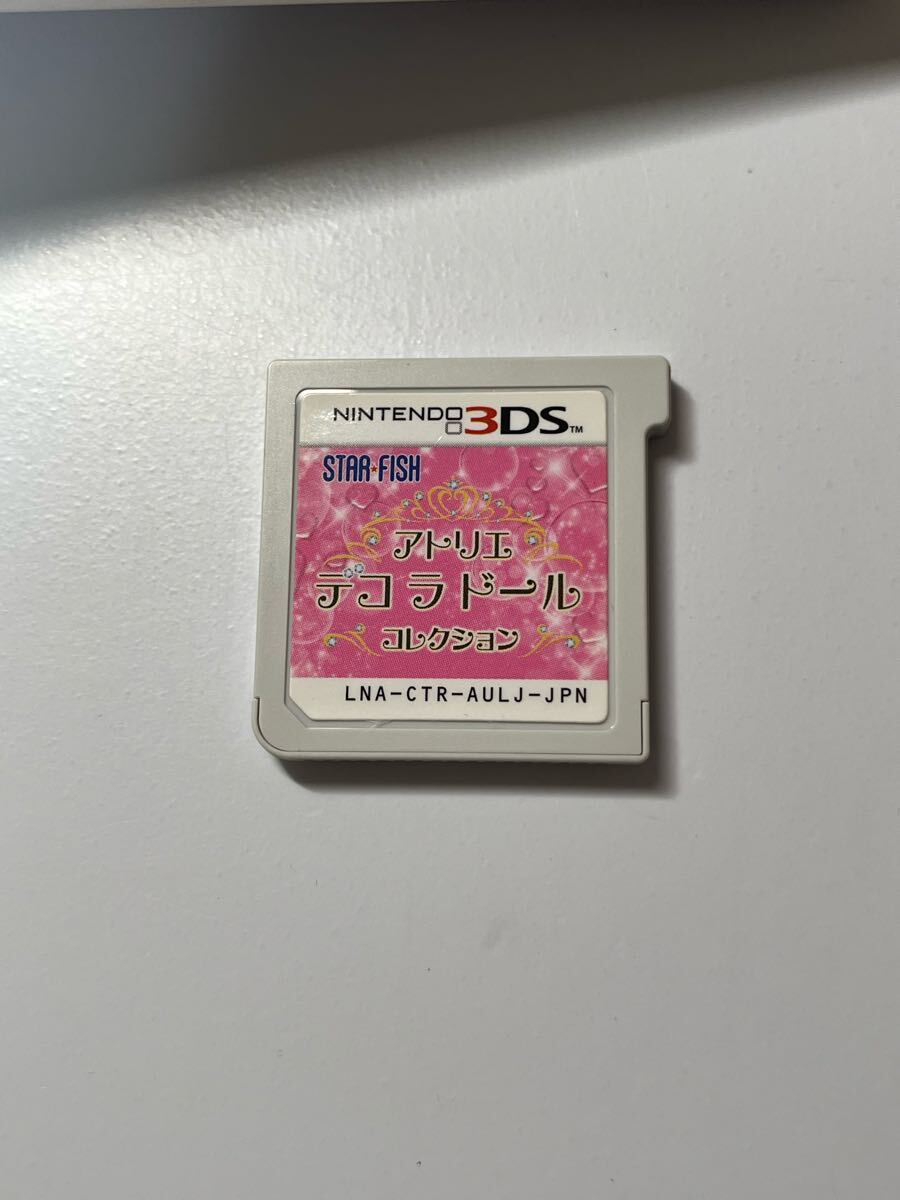 NINTENDO 3DS™
STAR★FISH
アトリエ
デコラドール
コレクション
LNA-CTR-AULJ-JPN